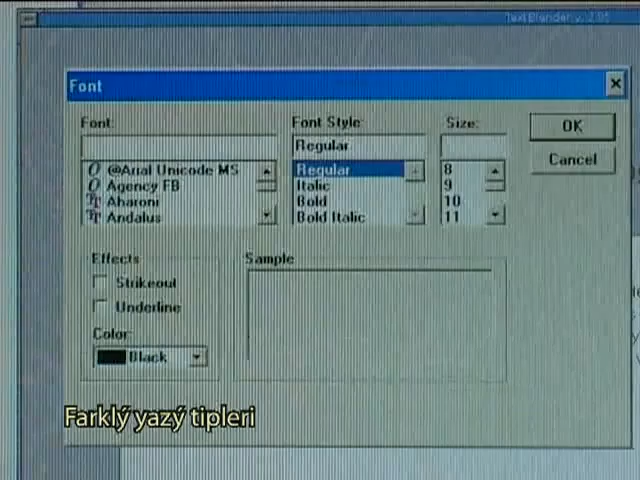 Text Blender v. 2.05
Font
Font:
Font Style:
Size:
OK
Regular
Cancel
@Arial Unicode MS
Agency FB
Aharoni
Andalus
Regular
Italic
Bold
Bold Italic
8
9
10
11
Effects
Strikeout
Underline
Color:
Black
Sample
Farklý yazý tipleri